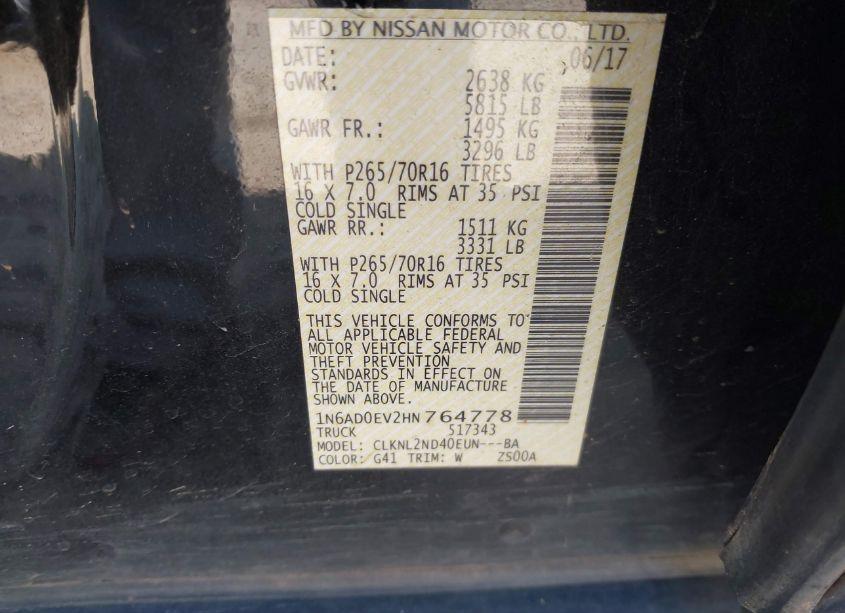 MFD BY NISSAN MOTOR CO., LTD.
DATE: 06/17
GVWR: 2638 KG
5815 LB
GAWR FR.: 1495 KG
3296 LB
WITH P265/70R16 TIRES
16 X 7.0 RIMS AT 35 PSI
COLD SINGLE
GAWR RR.: 1511 KG
3331 LB
WITH P265/70R16 TIRES
16 X 7.0 RIMS AT 35 PSI
COLD SINGLE
THIS VEHICLE CONFORMS TO
ALL APPLICABLE FEDERAL
MOTOR VEHICLE SAFETY AND
THEFT PREVENTION
STANDARDS IN EFFECT ON
THE DATE OF MANUFACTURE
SHOWN ABOVE.
1N6AD0EV2HN764778
TRUCK 517343
MODEL: CLKNL2ND40EUN---BA
COLOR: G41 TRIM: W ZS00A